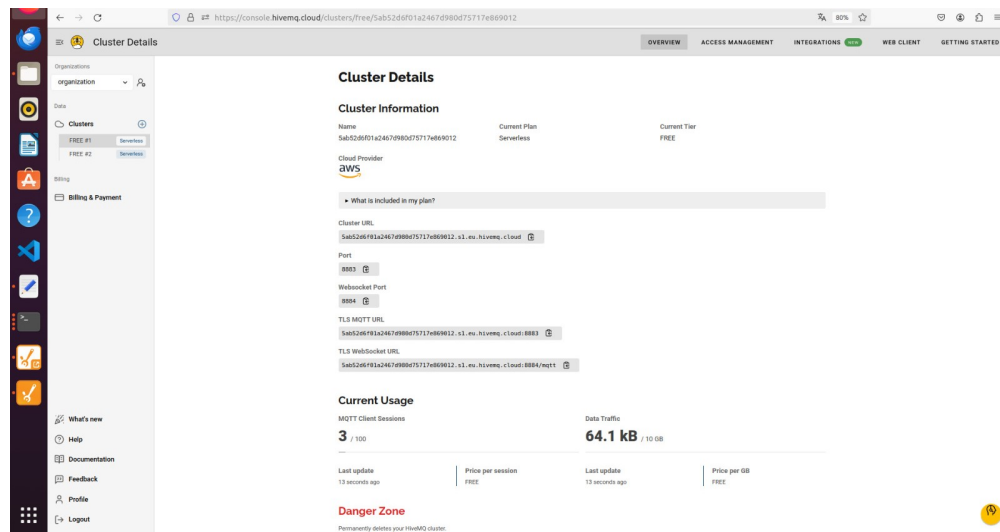 https://console.hivemq.cloud/clusters/free/5ab52d6f01a2467d980d75717e869012
80%
Cluster Details
OVERVIEW
ACCESS MANAGEMENT
INTEGRATIONS NEW
WEB CLIENT
GETTING STARTED
Organizations
organization
Data
Clusters
FREE #1 Serverless
FREE #2 Serverless
Billing
Billing & Payment
What's new
Help
Documentation
Feedback
Profile
Logout
Cluster Details
Cluster Information
Name Current Plan Current Tier
5ab52d6f01a2467d980d75717e869012 Serverless FREE
Cloud Provider
aws
What is included in my plan?
Cluster URL
5ab52d6f01a2467d980d75717e869012.s1.eu.hivemq.cloud
Port
8883
Websocket Port
8884
TLS MQTT URL
5ab52d6f01a2467d980d75717e869012.s1.eu.hivemq.cloud:8883
TLS WebSocket URL
5ab52d6f01a2467d980d75717e869012.s1.eu.hivemq.cloud:8884/mqtt
Current Usage
MQTT Client Sessions Data Traffic
3 / 100 64.1 kB / 10 GB
Last update Price per session Last update Price per GB
13 seconds ago FREE 13 seconds ago FREE
Danger Zone
Permanently deletes your HiveMQ cluster.